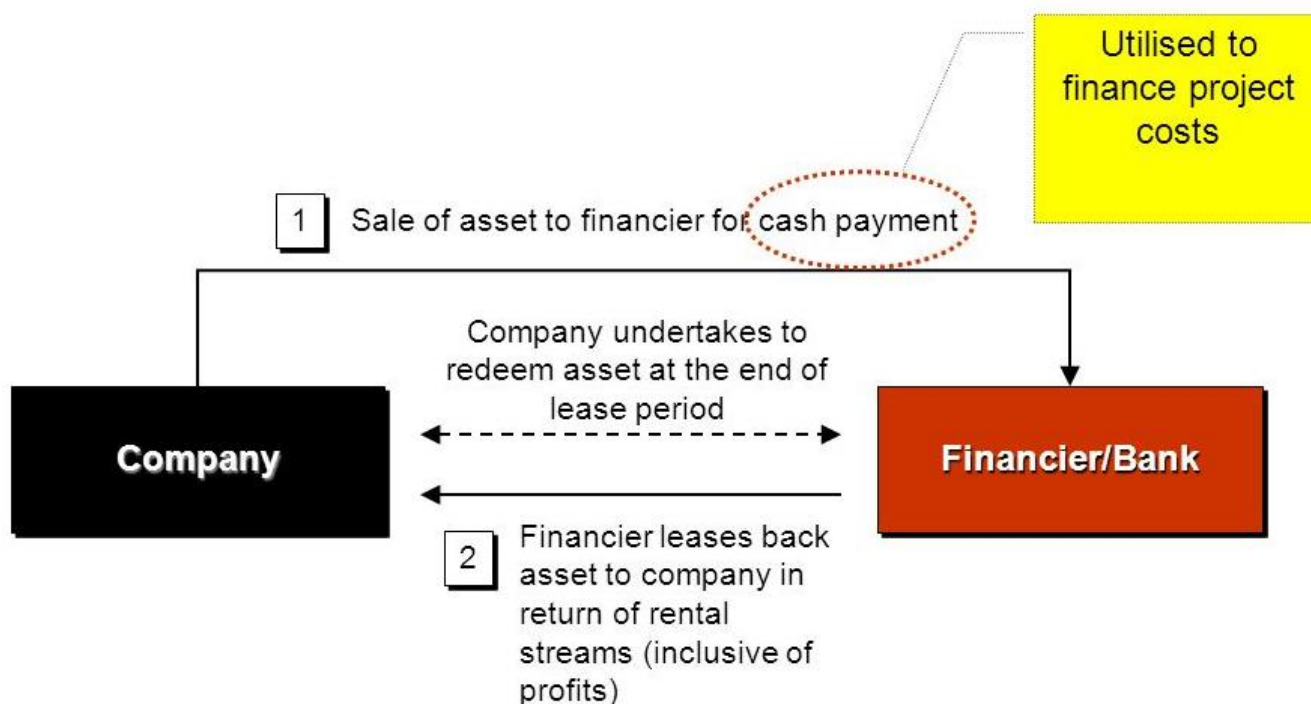 Utilised to
finance project
costs
1 Sale of asset to financier for cash payment
Company undertakes to
redeem asset at the end of
lease period
Company
Financier/Bank
2 Financier leases back
asset to company in
return of rental
streams (inclusive of
profits)